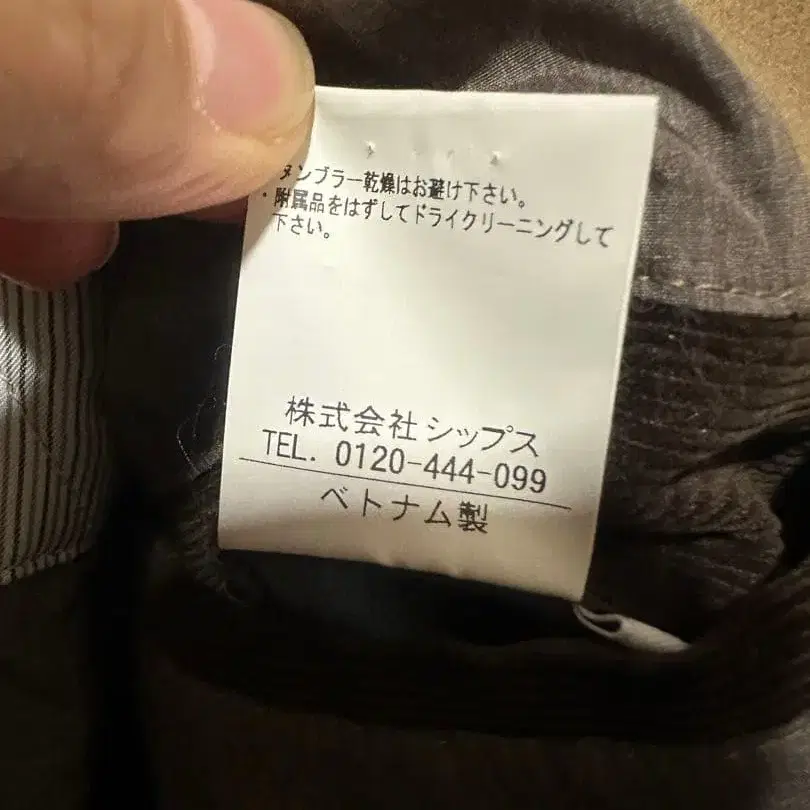 タンブラー乾燥はお避け下さい。
・附属品をはずしてドライクリーニングして
下さい。
株式会社シップス
TEL. 0120-444-099
ベトナム製